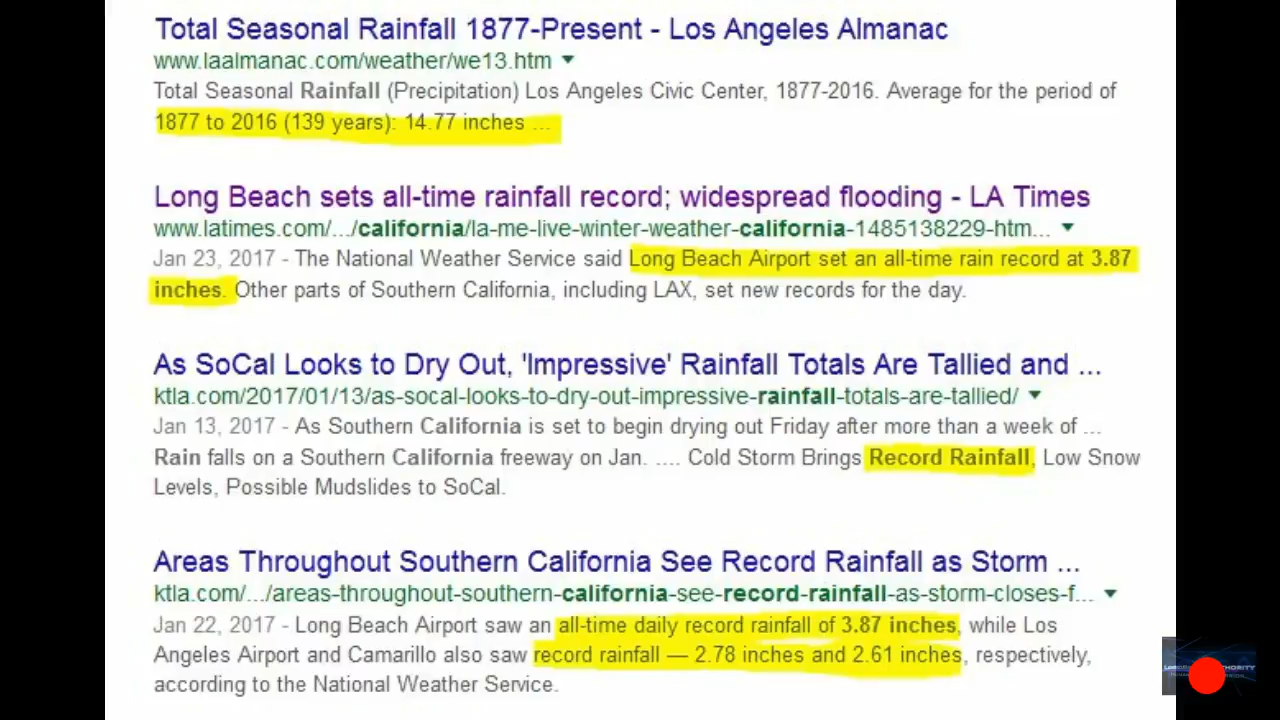 Total Seasonal Rainfall 1877-Present - Los Angeles Almanac
www.laalmanac.com/weather/we13.htm
Total Seasonal Rainfall (Precipitation) Los Angeles Civic Center, 1877-2016. Average for the period of
1877 to 2016 (139 years): 14.77 inches ...
Long Beach sets all-time rainfall record; widespread flooding - LA Times
www.latimes.com/.../california/la-me-live-winter-weather-california-1485138229-htm...
Jan 23, 2017 - The National Weather Service said Long Beach Airport set an all-time rain record at 3.87
inches. Other parts of Southern California, including LAX, set new records for the day.
As SoCal Looks to Dry Out, 'Impressive' Rainfall Totals Are Tallied and ...
ktla.com/2017/01/13/as-socal-looks-to-dry-out-impressive-rainfall-totals-are-tallied/
Jan 13, 2017 - As Southern California is set to begin drying out Friday after more than a week of ...
Rain falls on a Southern California freeway on Jan. .... Cold Storm Brings Record Rainfall, Low Snow
Levels, Possible Mudslides to SoCal.
Areas Throughout Southern California See Record Rainfall as Storm ...
ktla.com/.../areas-throughout-southern-california-see-record-rainfall-as-storm-closes-f...
Jan 22, 2017 - Long Beach Airport saw an all-time daily record rainfall of 3.87 inches, while Los
Angeles Airport and Camarillo also saw record rainfall — 2.78 inches and 2.61 inches, respectively,
according to the National Weather Service.